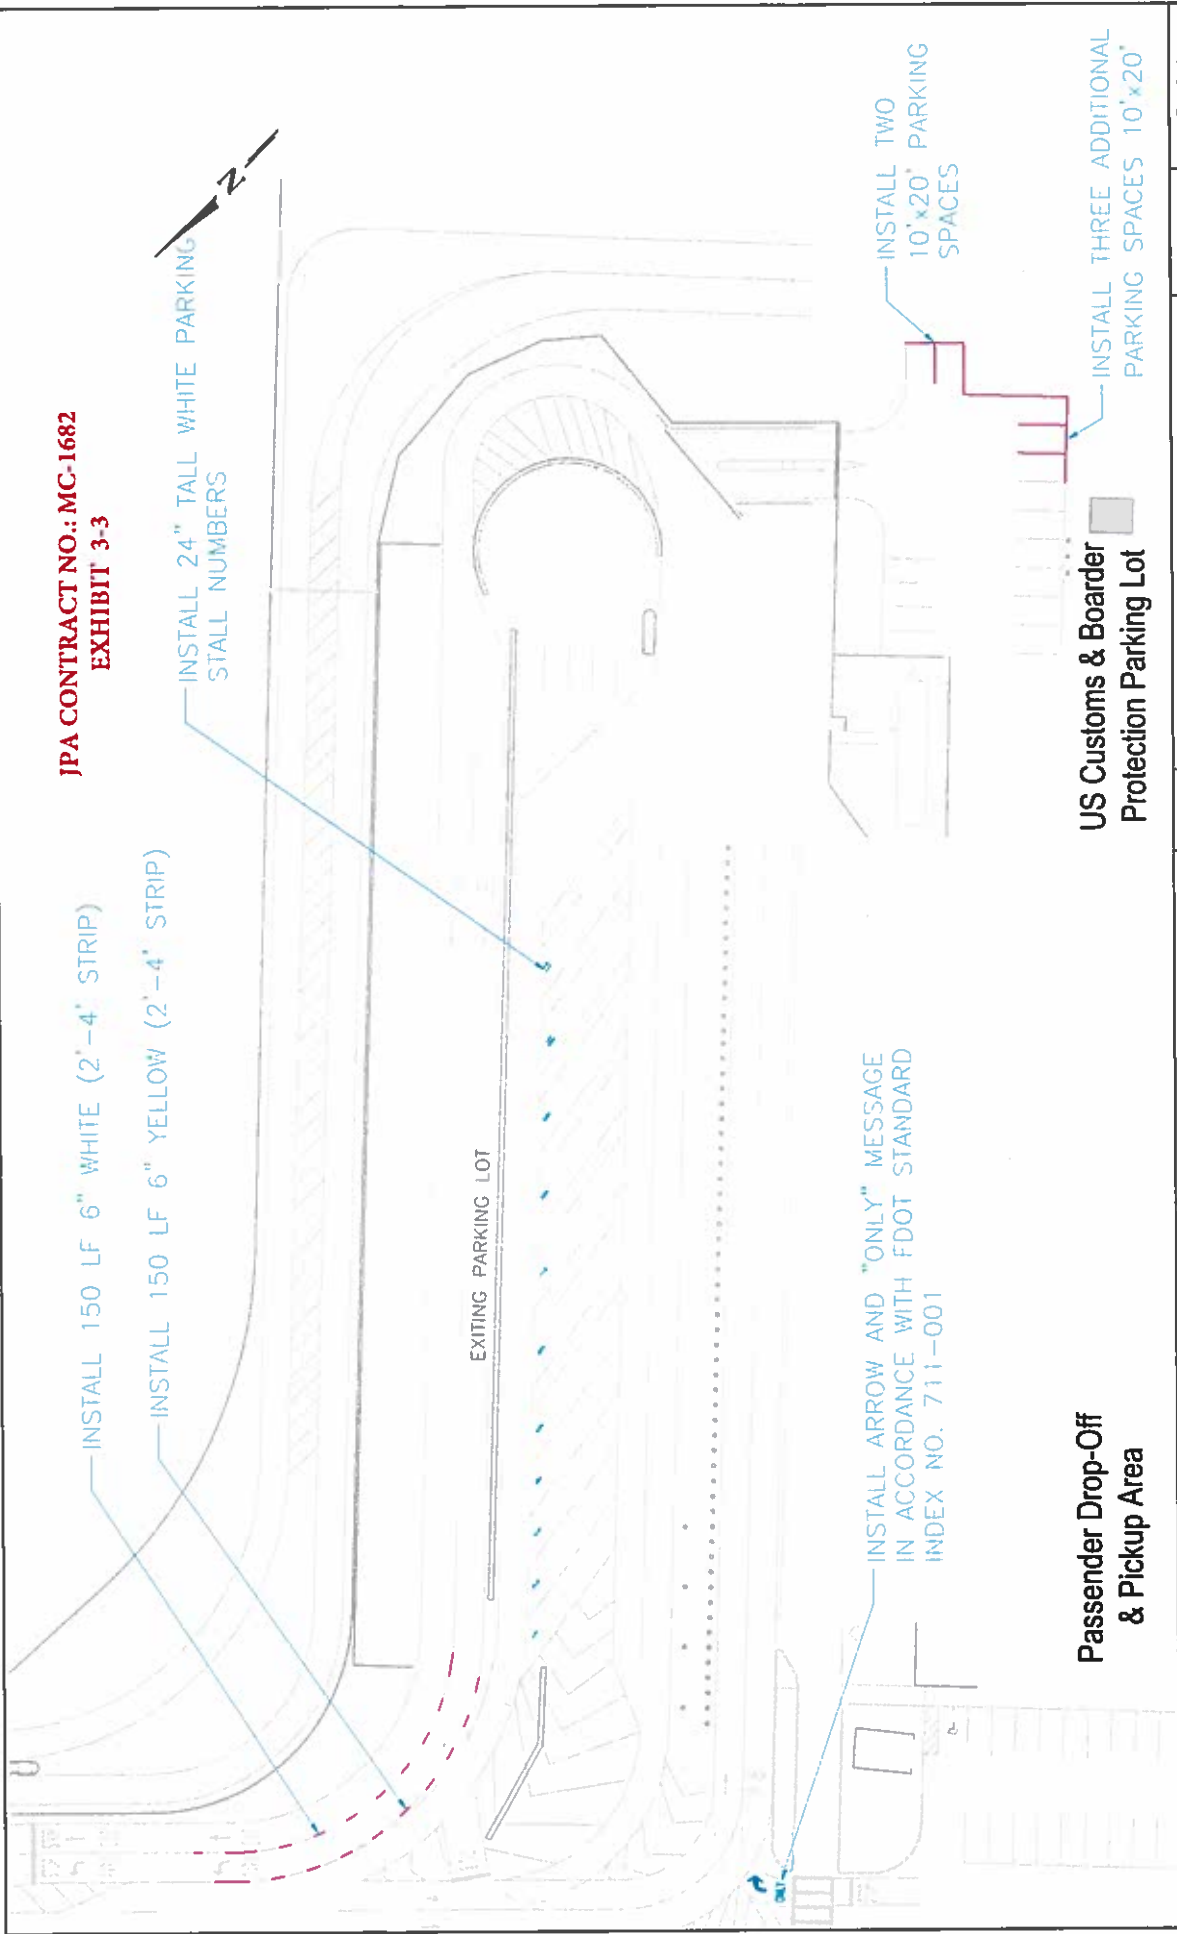 JPA CONTRACT NO.: MC-1682
EXHIBIT 3-3
INSTALL 150 LF 6" WHITE (2'-4' STRIP)
INSTALL 150 LF 6" YELLOW (2'-4' STRIP)
INSTALL 24" TALL WHITE PARKING
STALL NUMBERS
N
EXITING PARKING LOT
INSTALL TWO
10'x20' PARKING
SPACES
INSTALL THREE ADDITIONAL
PARKING SPACES 10'x20'
INSTALL ARROW AND "ONLY" MESSAGE
IN ACCORDANCE WITH FDOT STANDARD
INDEX NO. 711-001
ONLY
Passender Drop-Off
& Pickup Area
US Customs & Boarder
Protection Parking Lot